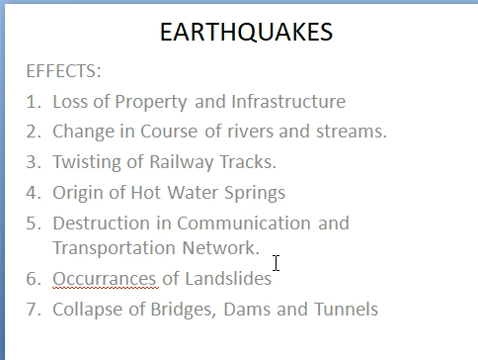 EARTHQUAKES
EFFECTS:
1. Loss of Property and Infrastructure
2. Change in Course of rivers and streams.
3. Twisting of Railway Tracks.
4. Origin of Hot Water Springs
5. Destruction in Communication and
Transportation Network.
6. Occurrances of Landslides
7. Collapse of Bridges, Dams and Tunnels